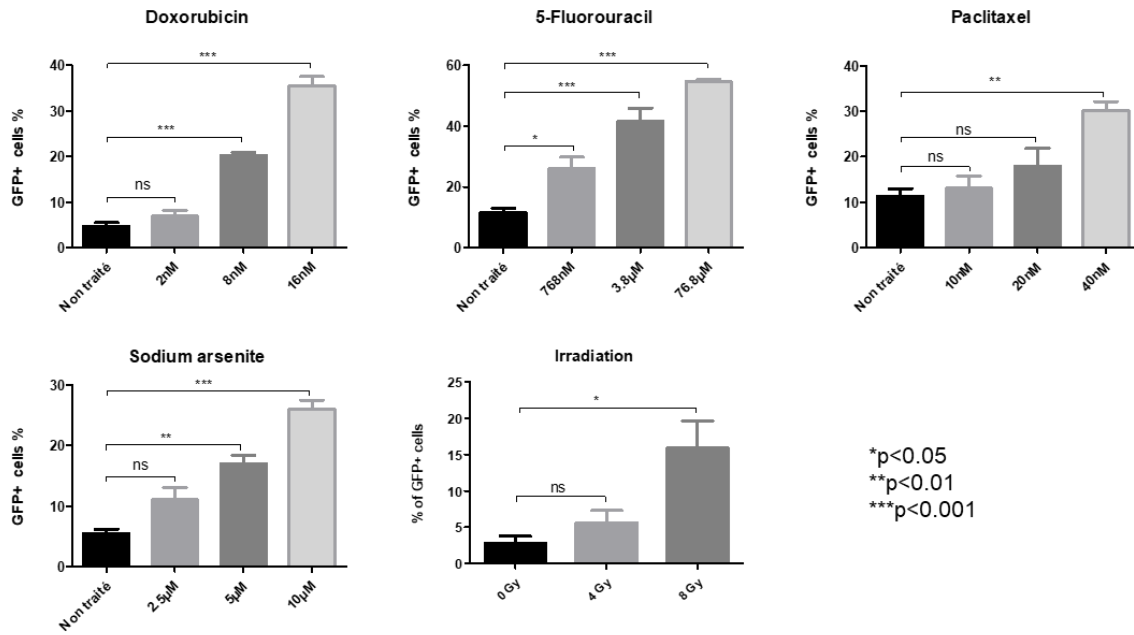 Doxorubicin
GFP+ cells %
40
30
20
10
0
***
***
ns
Non traité
2nM
8nM
16nM
5-Fluorouracil
GFP+ cells %
60
40
20
0
***
***
*
Non traité
768nM
3.8µM
76.8µM
Paclitaxel
GFP+ cells %
40
30
20
10
0
**
ns
ns
Non traité
10nM
20nM
40nM
Sodium arsenite
GFP+ cells %
30
20
10
0
***
**
ns
Non traité
2.5µM
5µM
10µM
Irradiation
% of GFP+ cells
25
20
15
10
5
0
*
ns
0 Gy
4 Gy
8 Gy
*p<0.05
**p<0.01
***p<0.001